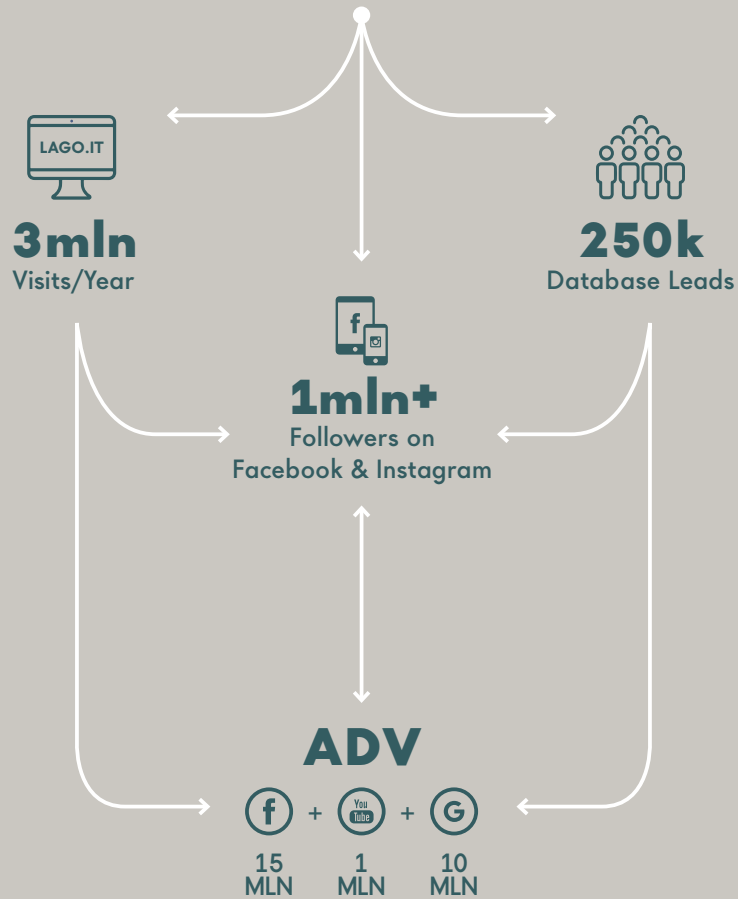 LAGO.IT
3mln
Visits/Year
250k
Database Leads
f
1mln+
Followers on
Facebook & Instagram
ADV
f + You Tube + G
15 1 10
MLN MLN MLN